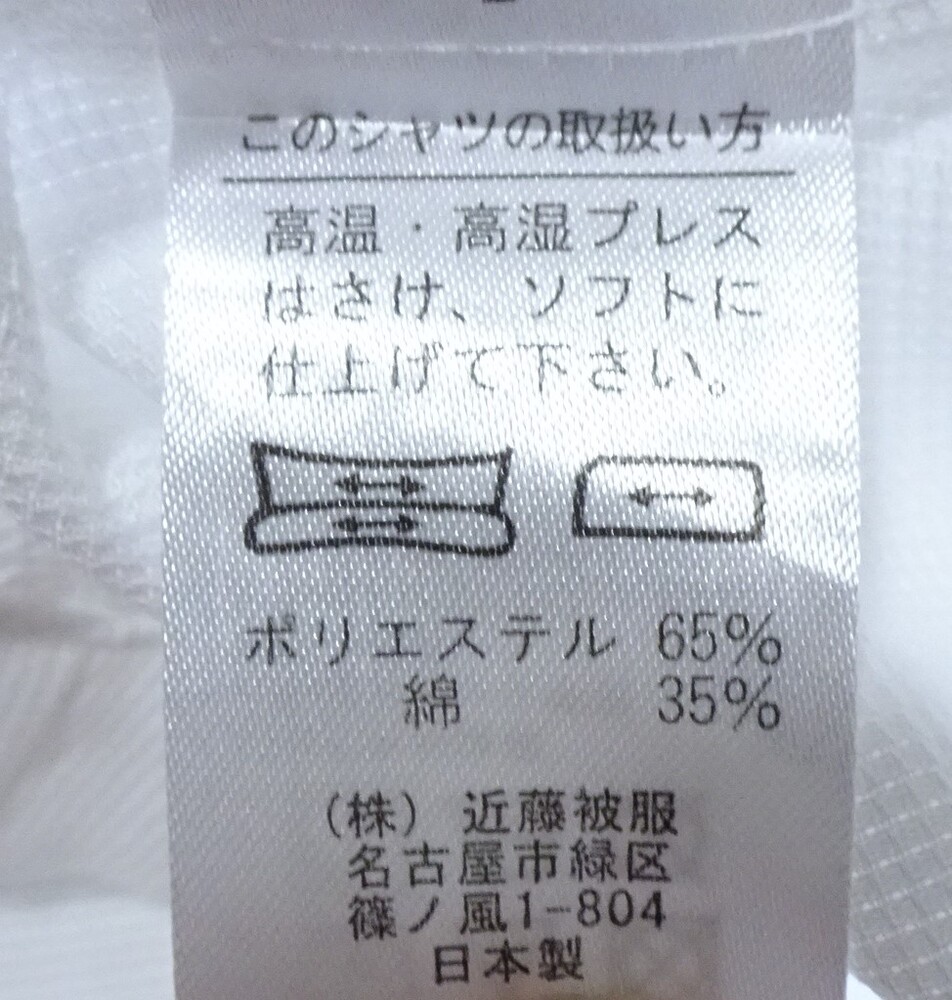 このシャツの取扱い方
高温・高湿プレス
はさけ、ソフトに
仕上げて下さい。
ポリエステル 65%
綿 35%
(株) 近藤被服
名古屋市緑区
篠ノ風1-804
日本製